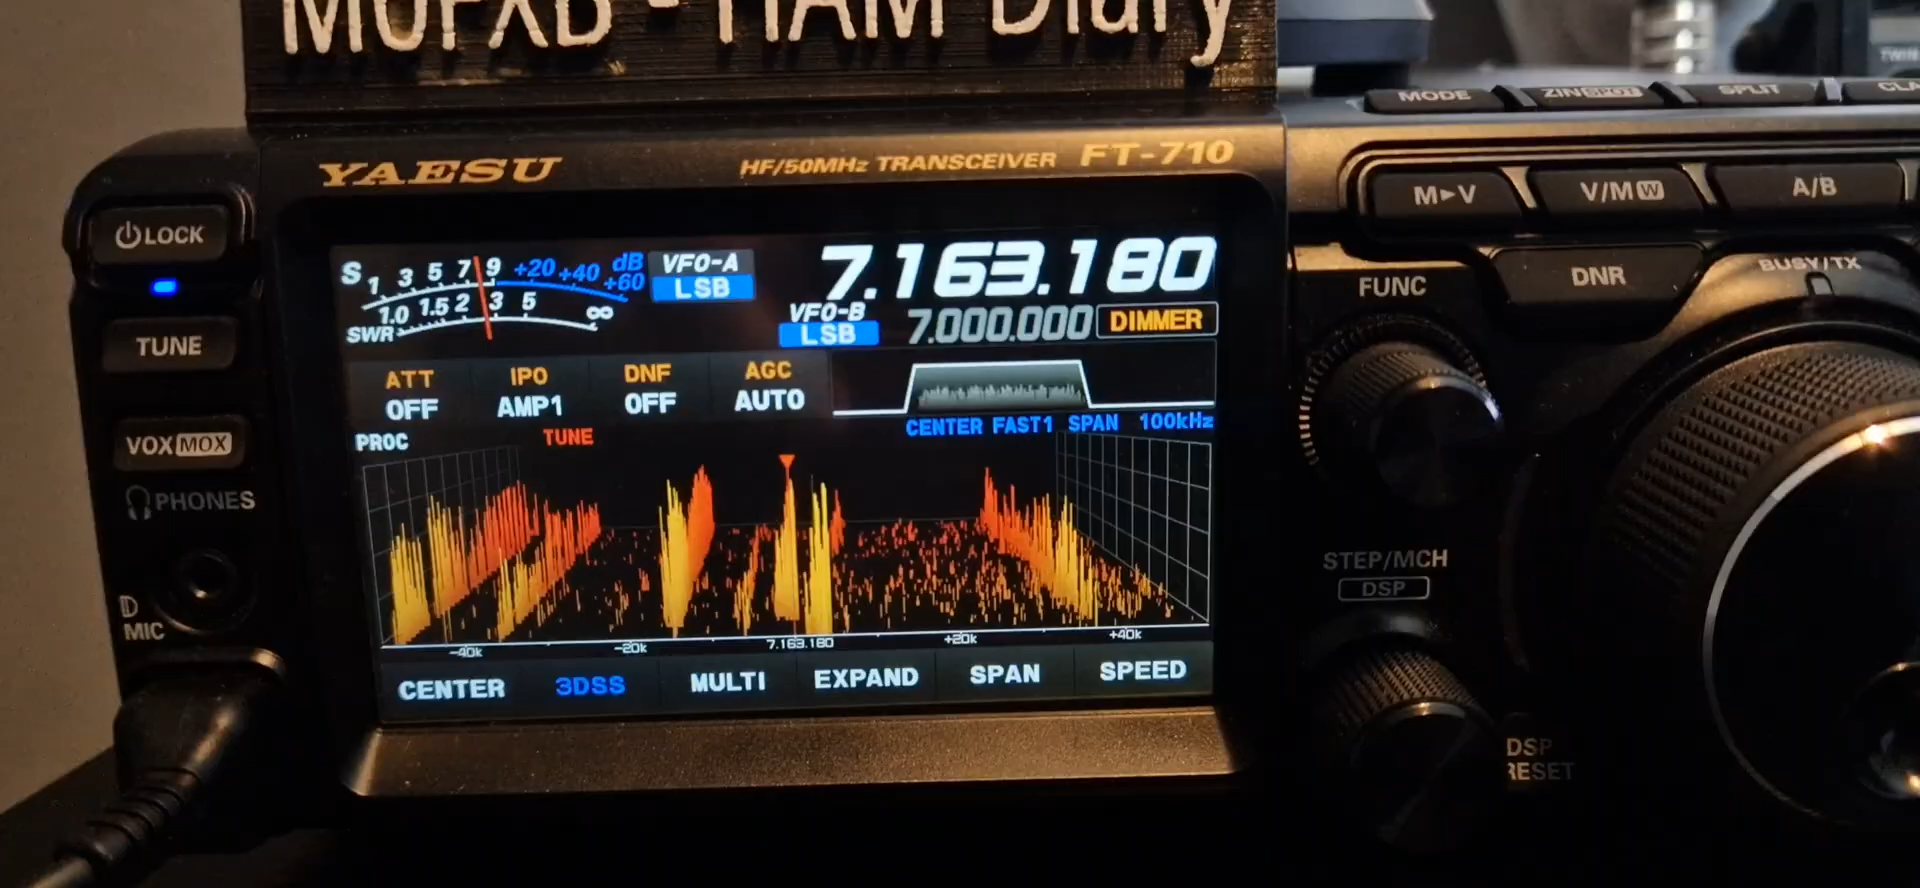 M0FXB - HAM Diary
TWIN
MODE ZIN SPOT SPLIT
YAESU HF/50MHz TRANSCEIVER FT-710
M►V V/M W A/B
LOCK
S 1 3 5 7 9 +20 +40 +60 dB
VFO-A
LSB
7.163.180
1.0 1.5 2 3 5 ∞
SWR
VFO-B
LSB
7.000.000
DIMMER
FUNC
DNR
BUSY/TX
TUNE
ATT IPO DNF AGC
OFF AMP1 OFF AUTO
VOX MOX
PROC TUNE
CENTER FAST1 SPAN 100kHz
PHONES
STEP/MCH
DSP
MIC
-40k -20k 7.163.180 +20k +40k
CENTER 3DSS MULTI EXPAND SPAN SPEED
DSP
RESET